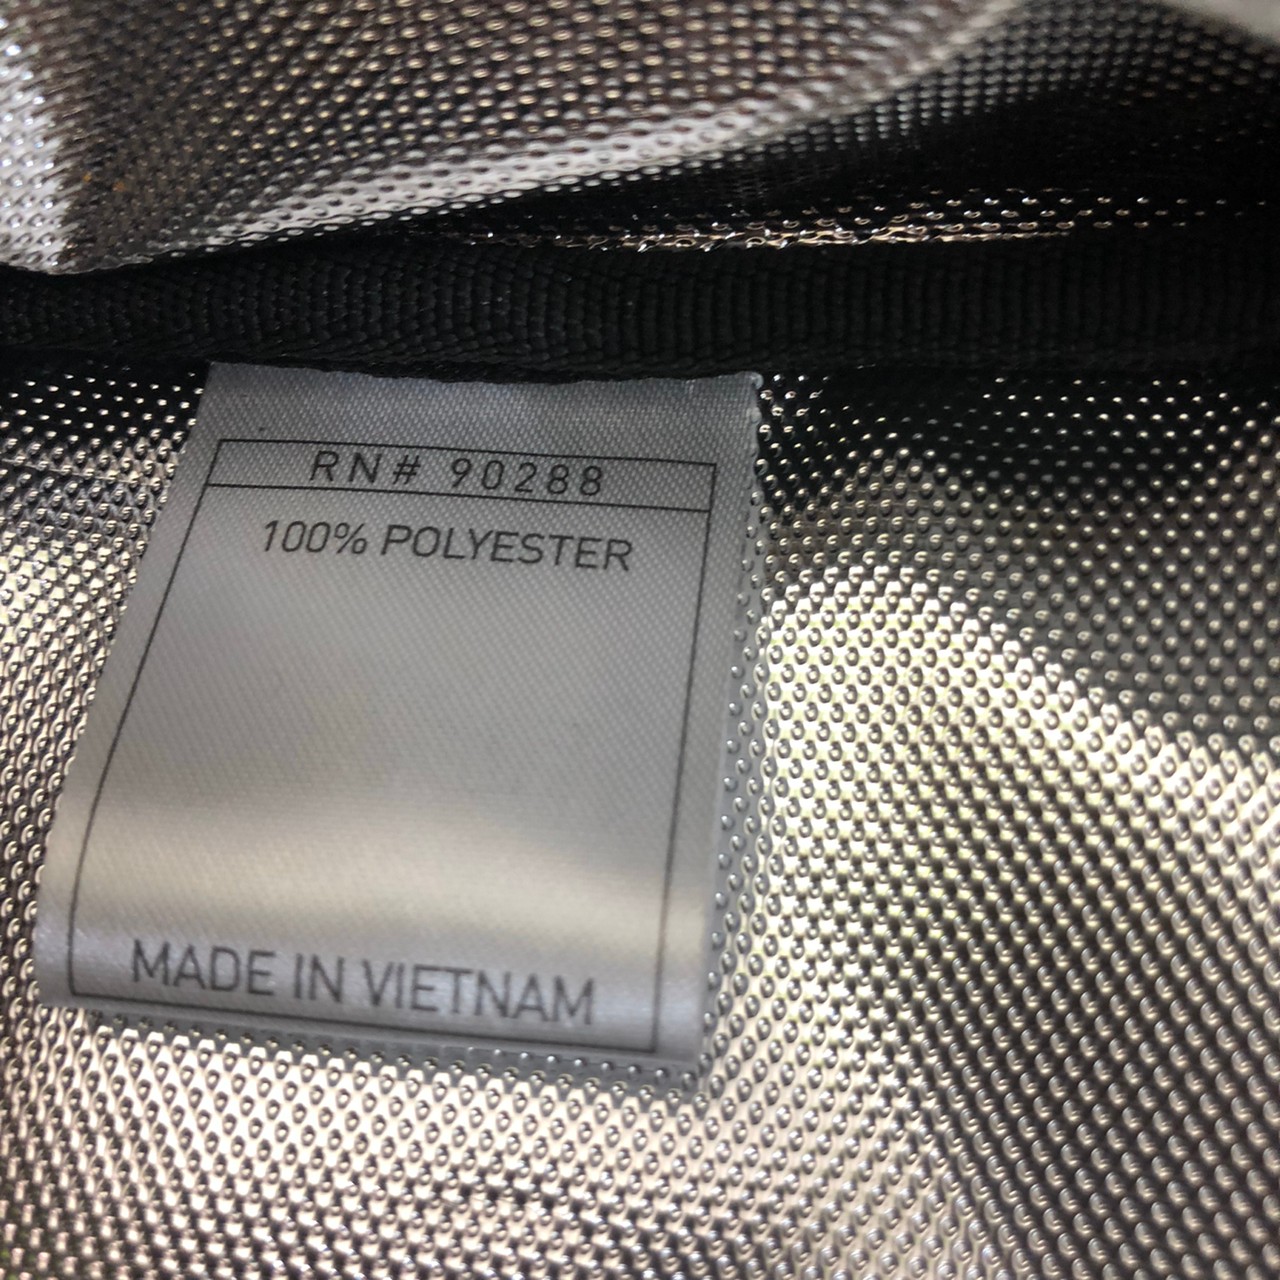 RN# 90288
100% POLYESTER
MADE IN VIETNAM